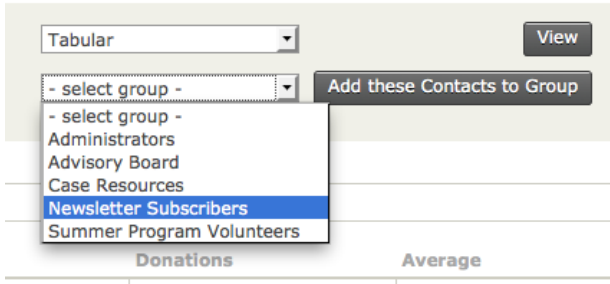 Tabular View
- select group - Add these Contacts to Group
- select group -
Administrators
Advisory Board
Case Resources
Newsletter Subscribers
Summer Program Volunteers
Donations Average